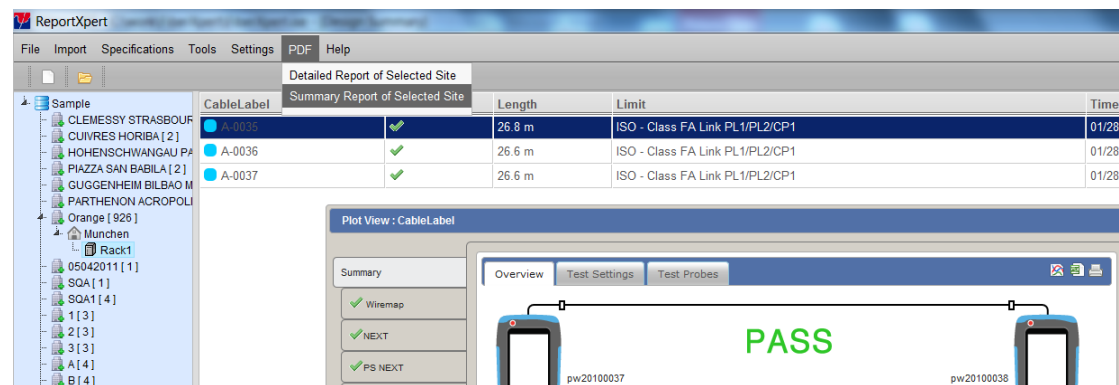 ReportXpert
File Import Specifications Tools Settings PDF Help
Detailed Report of Selected Site
Summary Report of Selected Site
Sample
CLEMESSY STRASBOUR
CUIVRES HORIBA [ 2 ]
HOHENSCHWANGAU PA
PIAZZA SAN BABILA [ 2 ]
GUGGENHEIM BILBAO M
PARTHENON ACROPOLI
Orange [ 926 ]
Munchen
Rack1
05042011 [ 1 ]
SQA [ 1 ]
SQA1 [ 4 ]
1 [ 3 ]
2 [ 3 ]
3 [ 3 ]
A [ 4 ]
B [ 4 ]
CableLabel Length Limit Time
A-0035 26.8 m ISO - Class FA Link PL1/PL2/CP1 01/28
A-0036 26.6 m ISO - Class FA Link PL1/PL2/CP1 01/28
A-0037 26.6 m ISO - Class FA Link PL1/PL2/CP1 01/28
Plot View : CableLabel
Summary
Wiremap
NEXT
PS NEXT
Overview Test Settings Test Probes
PASS
pw20100037 pw20100038